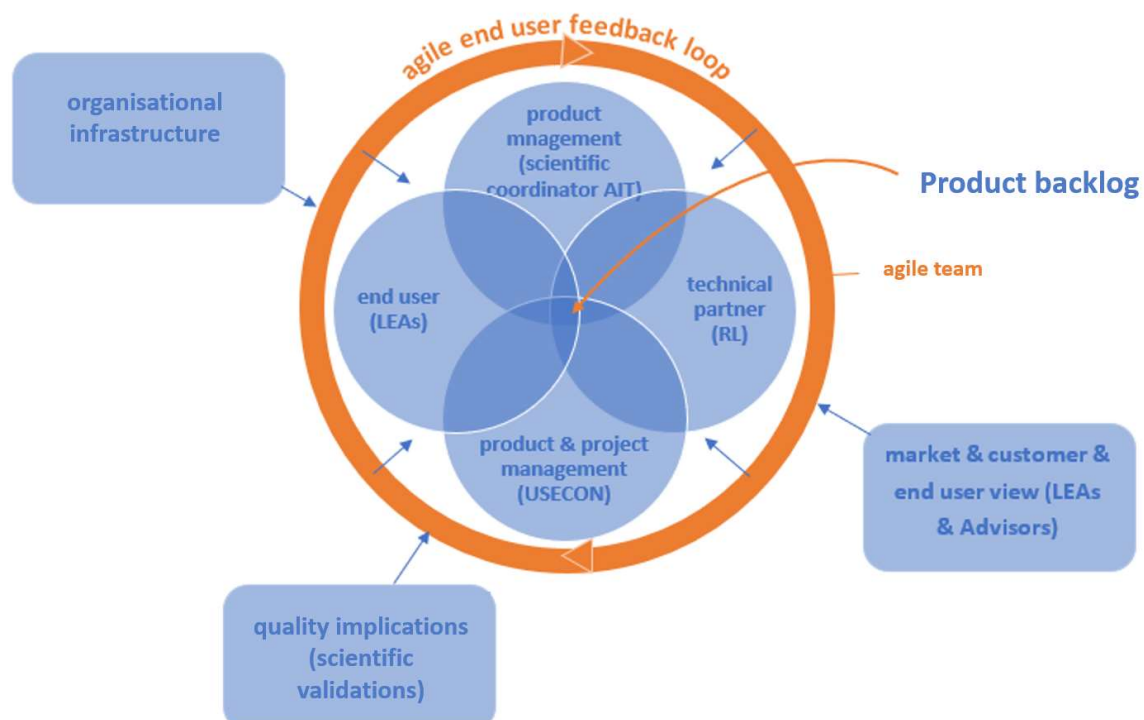 agile end user feedback loop
organisational
infrastructure
product
mnagement
(scientific
coordinator AIT)
Product backlog
agile team
end user
(LEAs)
technical
partner
(RL)
product & project
management
(USECON)
market & customer &
end user view (LEAs
& Advisors)
quality implications
(scientific
validations)